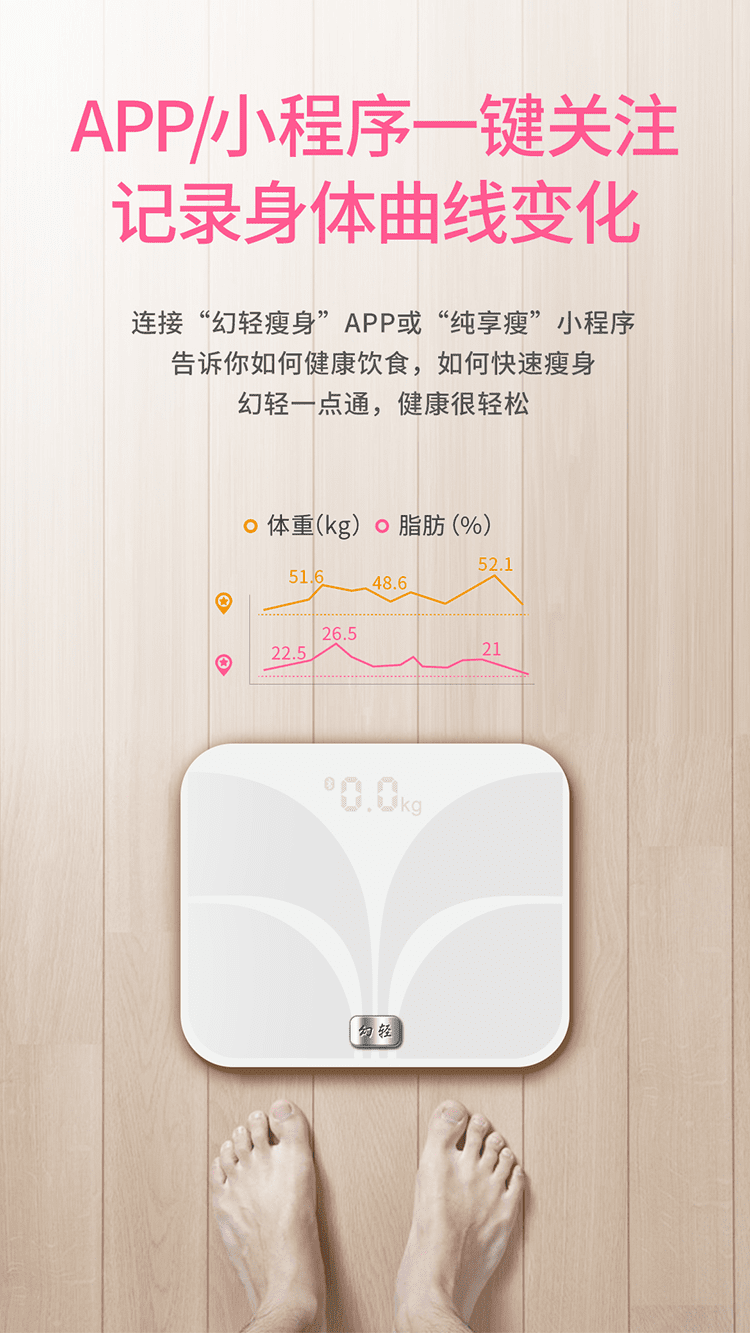 APP/小程序一键关注
记录身体曲线变化
连接“幻轻瘦身”APP或“纯享瘦”小程序
告诉你如何健康饮食，如何快速瘦身
幻轻一点通，健康很轻松
体重(kg) 脂肪(%)
51.6 48.6 52.1
22.5 26.5 21
0.0kg
幻轻